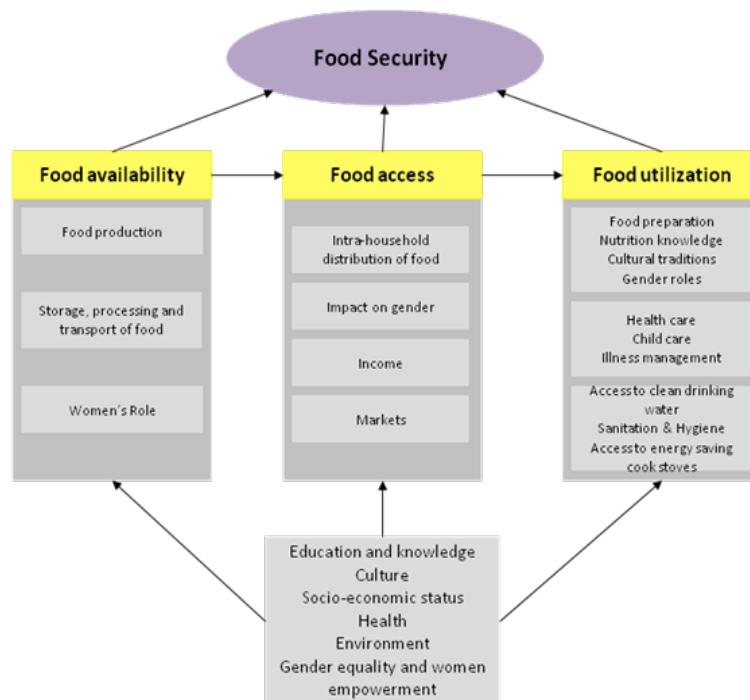 Food Security
Food availability
Food production
Storage, processing and
transport of food
Women's Role
Food access
Intra-household
distribution of food
Impact on gender
Income
Markets
Food utilization
Food preparation
Nutrition knowledge
Cultural traditions
Gender roles
Health care
Child care
Illness management
Access to clean drinking
water
Sanitation & Hygiene
Access to energy saving
cook stoves
Education and knowledge
Culture
Socio-economic status
Health
Environment
Gender equality and women
empowerment